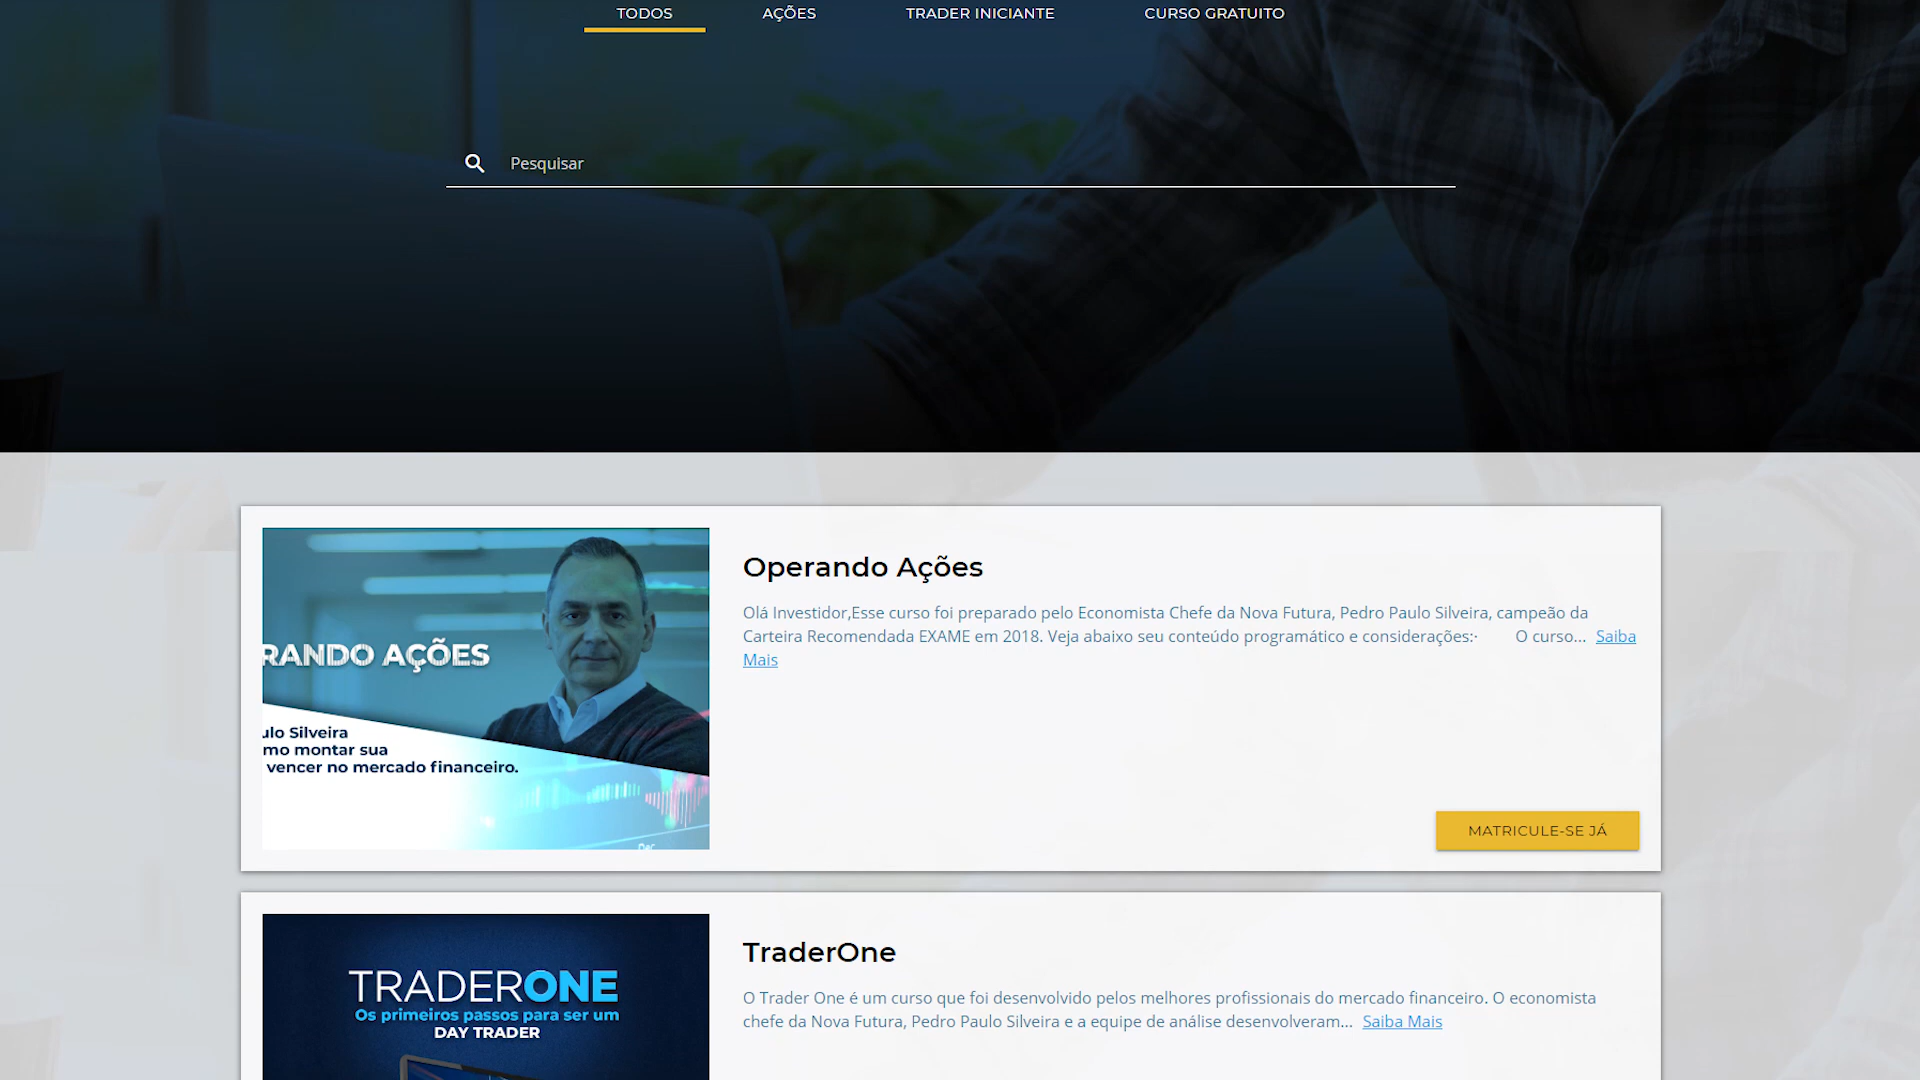 TODOS AÇÕES TRADER INICIANTE CURSO GRATUITO
Pesquisar
RANDO AÇÕES
ulo Silveira
mo montar sua
vencer no mercado financeiro.
Operando Ações
Olá Investidor,Esse curso foi preparado pelo Economista Chefe da Nova Futura, Pedro Paulo Silveira, campeão da
Carteira Recomendada EXAME em 2018. Veja abaixo seu conteúdo programático e considerações:· O curso... Saiba
Mais
MATRICULE-SE JÁ
TRADERONE
Os primeiros passos para ser um
DAY TRADER
TraderOne
O Trader One é um curso que foi desenvolvido pelos melhores profissionais do mercado financeiro. O economista
chefe da Nova Futura, Pedro Paulo Silveira e a equipe de análise desenvolveram... Saiba Mais